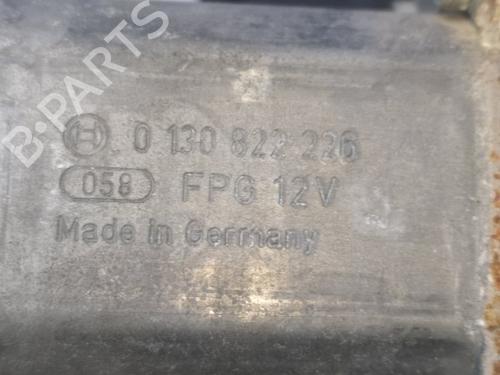 0 130 822 226
058 FPG 12V
Made in Germany
B-PARTS